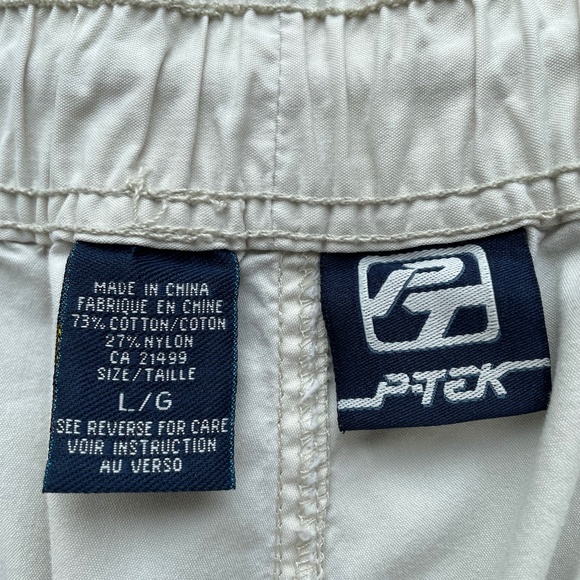 MADE IN CHINA
FABRIQUE EN CHINE
73% COTTON/COTON
27% NYLON
CA 21499
SIZE/TAILLE
L/G
SEE REVERSE FOR CARE
VOIR INSTRUCTION
AU VERSO
PT
P-TEK